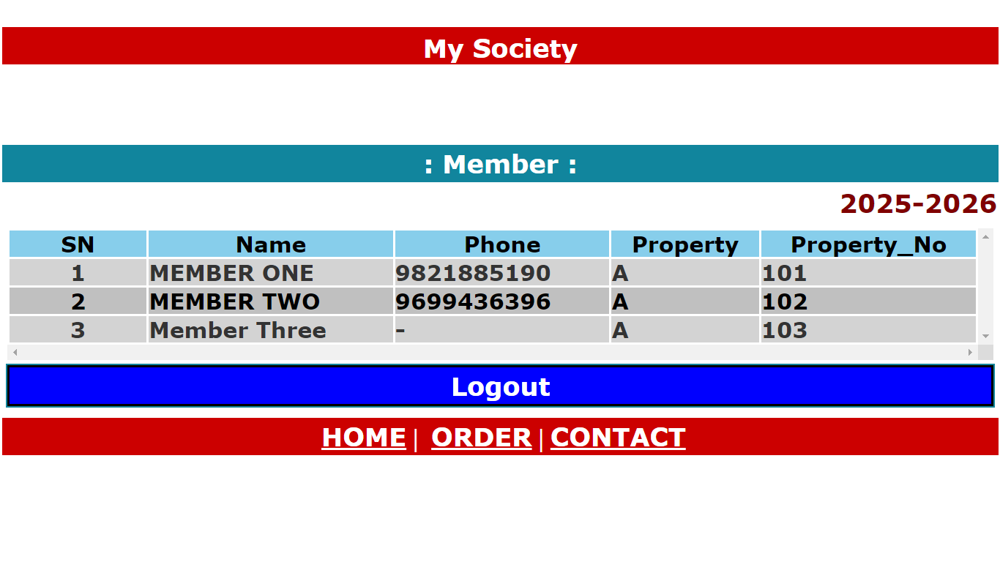 My Society
: Member :
2025-2026
SN Name Phone Property Property_No
1 MEMBER ONE 9821885190 A 101
2 MEMBER TWO 9699436396 A 102
3 Member Three - A 103
Logout
HOME | ORDER | CONTACT